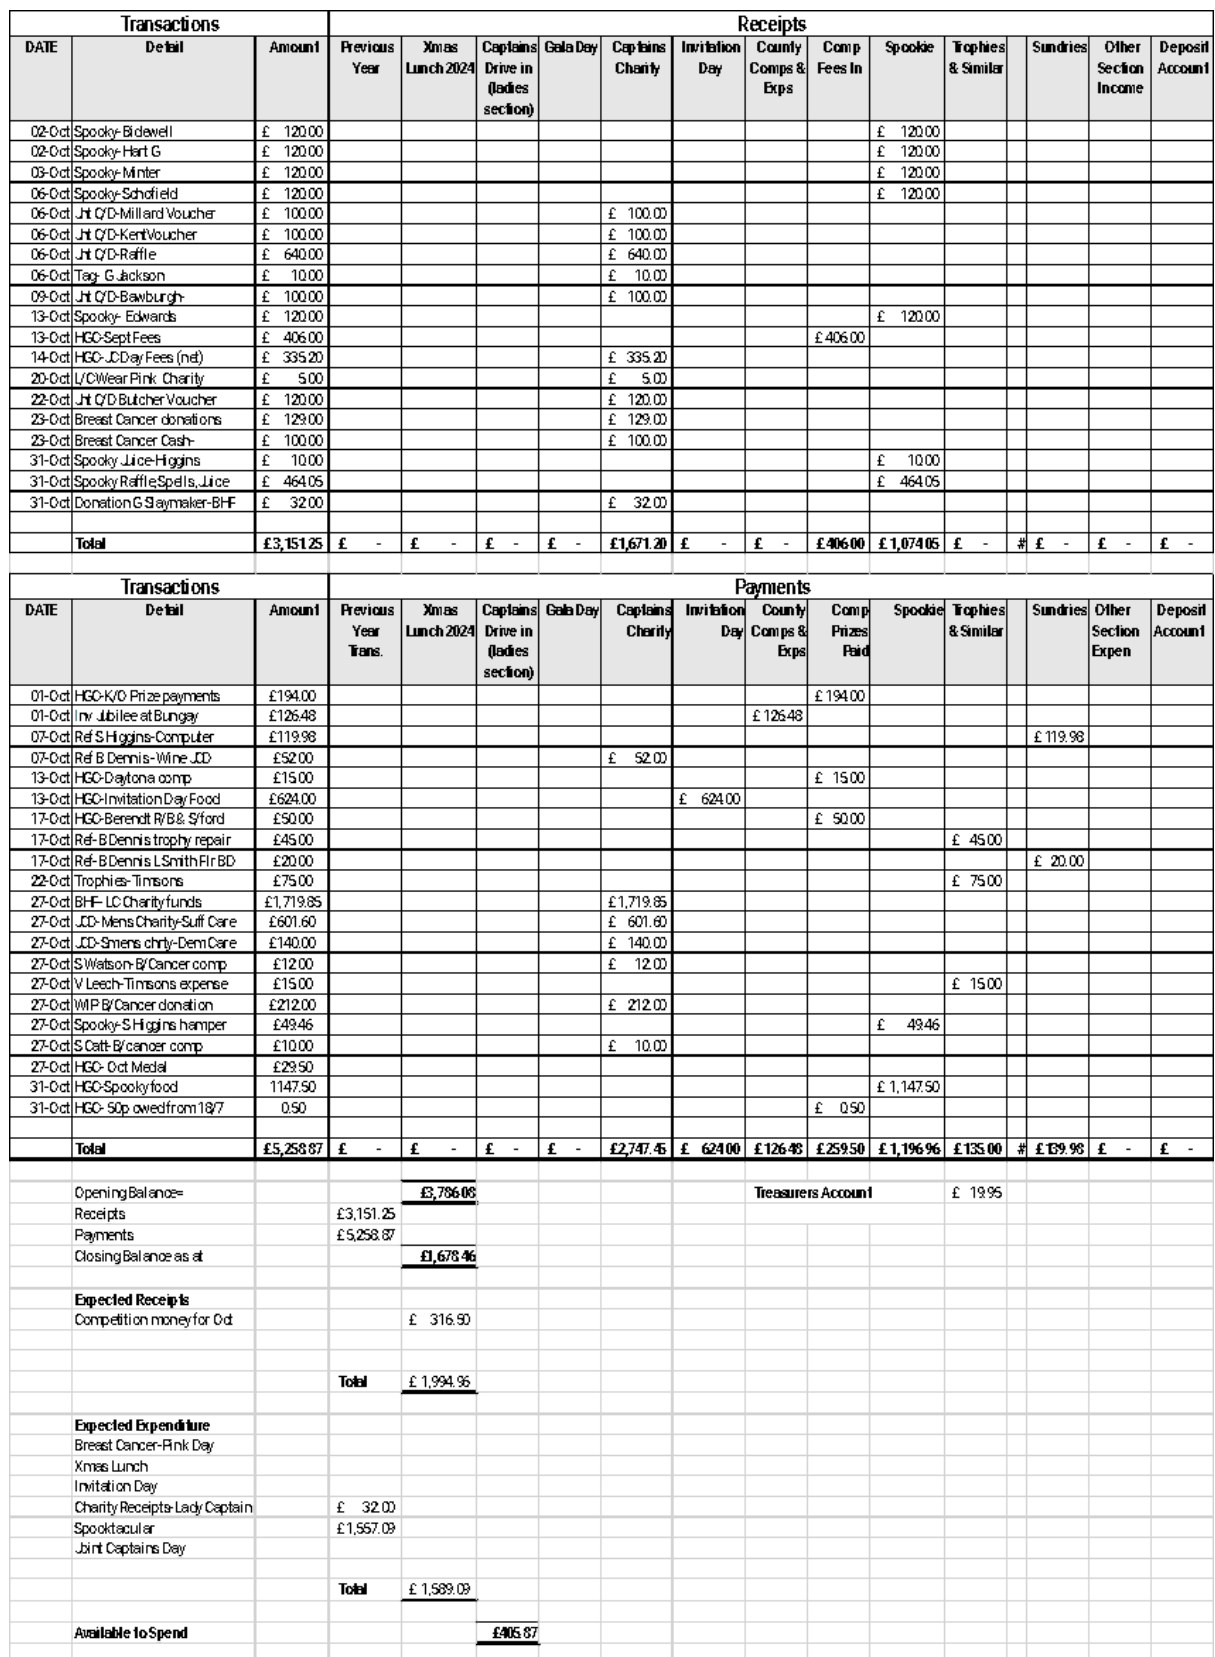 Transactions Receipts
DATE Detail Amount Previous Year Xmas Lunch 2024 Captains Drive in (ladies section) Gala Day Captains Charity Invitation Day County Comps & Exps Comp Fees In Spookie Trophies & Similar Sundries Other Section Income Deposit Account
02-Oct Spooky-Bidewell £ 120.00 £ 120.00
02-Oct Spooky-Hart G £ 120.00 £ 120.00
03-Oct Spooky-Minter £ 120.00 £ 120.00
06-Oct Spooky-Schofield £ 120.00 £ 120.00
06-Oct Jnt C/D-Millard Voucher £ 100.00 £ 100.00
06-Oct Jnt C/D-Kent Voucher £ 100.00 £ 100.00
06-Oct Jnt C/D-Raffle £ 640.00 £ 640.00
06-Oct Tag- G Jackson £ 10.00 £ 10.00
09-Oct Jnt C/D-Bawburgh- £ 100.00 £ 100.00
13-Oct Spooky- Edwards £ 120.00 £ 120.00
13-Oct HGC-Sept Fees £ 406.00 £ 406.00
14-Oct HGC-JCDay Fees (net) £ 335.20 £ 335.20
20-Oct L/C Wear Pink Charity £ 5.00 £ 5.00
22-Oct Jnt C/D Butcher Voucher £ 120.00 £ 120.00
23-Oct Breast Cancer donations £ 129.00 £ 129.00
23-Oct Breast Cancer Cash- £ 100.00 £ 100.00
31-Oct Spooky Juice-Higgins £ 10.00 £ 10.00
31-Oct Spooky Raffle,Spells, Juice £ 464.05 £ 464.05
31-Oct Donation G Slaymaker-BHF £ 32.00 £ 32.00
Total £3,151.25 £ - £ - £ - £ - £1,671.20 £ - £ - £406.00 £ 1,074.05 £ - # £ - £ - £ -
Transactions Payments
DATE Detail Amount Previous Year Trans. Xmas Lunch 2024 Captains Drive in (ladies section) Gala Day Captains Charity Invitation Day County Comps & Exps Comp Prizes Paid Spookie Trophies & Similar Sundries Other Section Expen Deposit Account
01-Oct HGC-K/O Prize payments £194.00 £ 194.00
01-Oct Inv Jubilee at Bungay £126.48 £ 126.48
07-Oct Ref S Higgins-Computer £119.98 £ 119.98
07-Oct Ref B Dennis - Wine JCD £52.00 £ 52.00
13-Oct HGC-Daytona comp £15.00 £ 15.00
13-Oct HGC-Invitation Day Food £624.00 £ 624.00
17-Oct HGC-Berendt R/B & S/ford £50.00 £ 50.00
17-Oct Ref- B Dennis trophy repair £45.00 £ 45.00
17-Oct Ref-B Dennis L Smith Flr BD £20.00 £ 20.00
22-Oct Trophies-Timsons £75.00 £ 75.00
27-Oct BHF- LC Charity funds £1,719.85 £1,719.85
27-Oct JCD-Mens Charity-Suff Care £601.60 £ 601.60
27-Oct JCD-Smens chrty-Dem Care £140.00 £ 140.00
27-Oct S Watson-B/Cancer comp £12.00 £ 12.00
27-Oct V Leech-Timsons expense £15.00 £ 15.00
27-Oct WIP B/Cancer donation £212.00 £ 212.00
27-Oct Spooky-S Higgins hamper £49.46 £ 49.46
27-Oct S Catt-B/cancer comp £10.00 £ 10.00
27-Oct HGC- Oct Medal £29.50
31-Oct HGC-Spooky food 1147.50 £ 1,147.50
31-Oct HGC- 50p owed from 18/7 0.50 £ 0.50
Total £5,258.87 £ - £ - £ - £ - £2,747.45 £ 624.00 £126.48 £259.50 £ 1,196.96 £135.00 # £139.98 £ - £ -
Opening Balance= £3,786.08 Treasurers Account £ 19.95
Receipts £3,151.25
Payments £5,258.87
Closing Balance as at £1,678.46
Expected Receipts
Competition money for Oct £ 316.50
Total £ 1,994.96
Expected Expenditure
Breast Cancer-Pink Day
Xmas Lunch
Invitation Day
Charity Receipts-Lady Captain £ 32.00
Spooktacular £1,557.09
Joint Captains Day
Total £ 1,589.09
Available to Spend £405.87